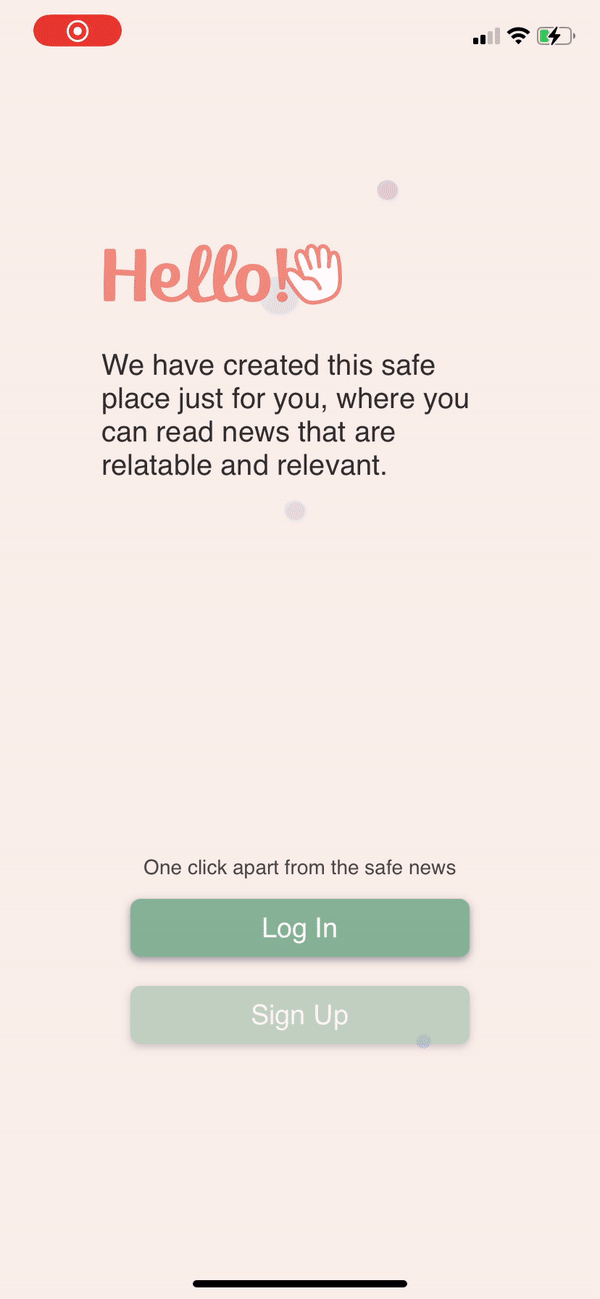 Hello!
We have created this safe
place just for you, where you
can read news that are
relatable and relevant.
One click apart from the safe news
Log In
Sign Up